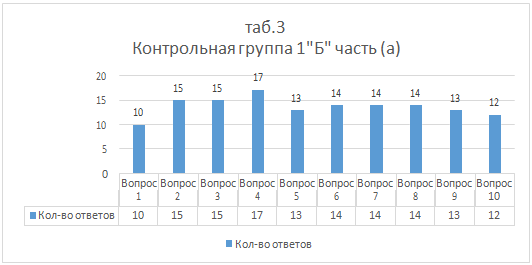 таб.3
Контрольная группа 1"Б" часть (а)
20
15
10
5
0
10
15
15
17
13
14
14
14
13
12
Вопрос 1
Вопрос 2
Вопрос 3
Вопрос 4
Вопрос 5
Вопрос 6
Вопрос 7
Вопрос 8
Вопрос 9
Вопрос 10
Кол-во ответов 10 15 15 17 13 14 14 14 13 12
Кол-во ответов